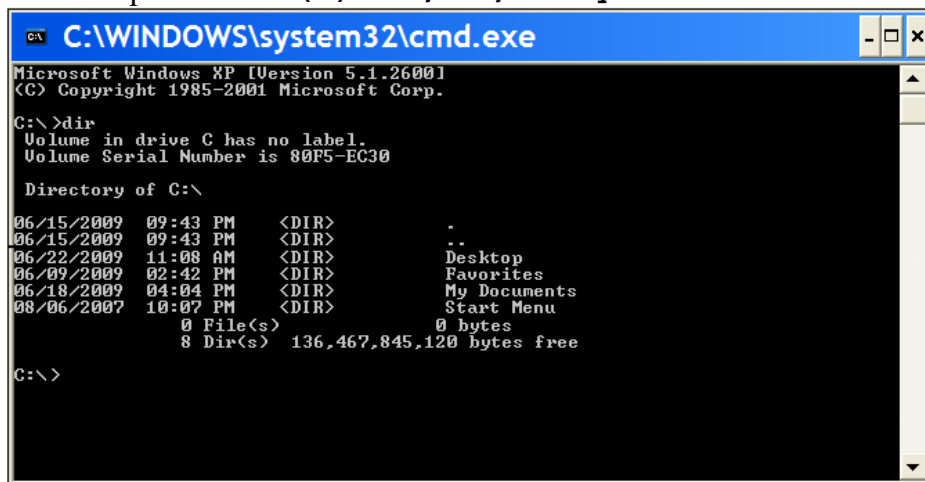 C:\WINDOWS\system32\cmd.exe
Microsoft Windows XP [Version 5.1.2600]
(C) Copyright 1985-2001 Microsoft Corp.
C:\>dir
Volume in drive C has no label.
Volume Serial Number is 80F5-EC30
Directory of C:\
06/15/2009 09:43 PM <DIR> .
06/15/2009 09:43 PM <DIR> ..
06/22/2009 11:08 AM <DIR> Desktop
06/09/2009 02:42 PM <DIR> Favorites
06/18/2009 04:04 PM <DIR> My Documents
08/06/2007 10:07 PM <DIR> Start Menu
0 File(s) 0 bytes
8 Dir(s) 136,467,845,120 bytes free
C:\>